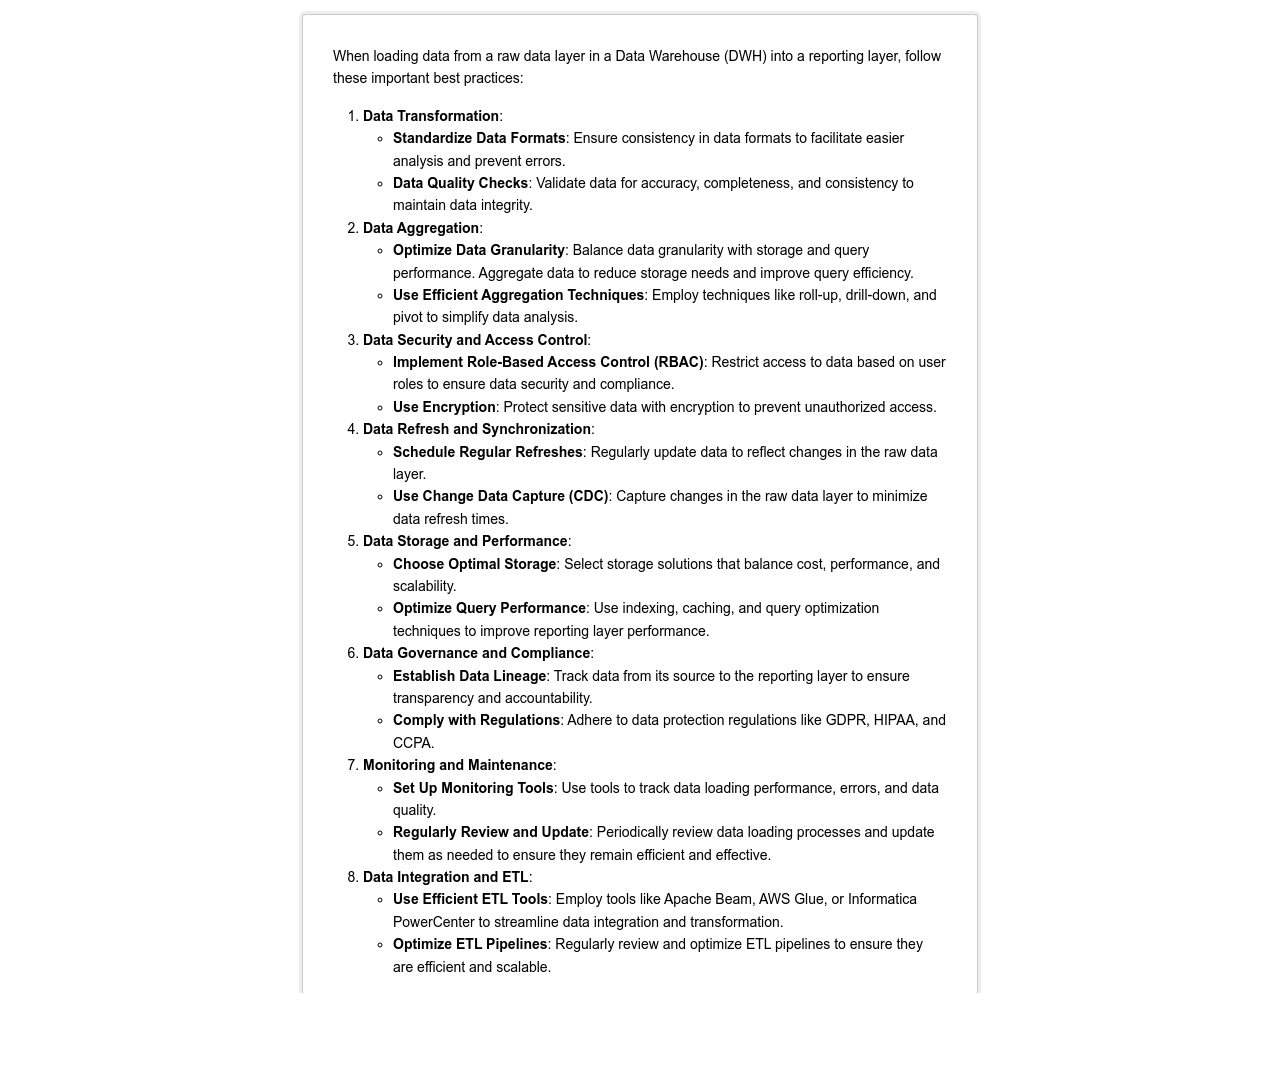 When loading data from a raw data layer in a Data Warehouse (DWH) into a reporting layer, follow
these important best practices:
1. Data Transformation:
◦ Standardize Data Formats: Ensure consistency in data formats to facilitate easier
analysis and prevent errors.
◦ Data Quality Checks: Validate data for accuracy, completeness, and consistency to
maintain data integrity.
2. Data Aggregation:
◦ Optimize Data Granularity: Balance data granularity with storage and query
performance. Aggregate data to reduce storage needs and improve query efficiency.
◦ Use Efficient Aggregation Techniques: Employ techniques like roll-up, drill-down, and
pivot to simplify data analysis.
3. Data Security and Access Control:
◦ Implement Role-Based Access Control (RBAC): Restrict access to data based on user
roles to ensure data security and compliance.
◦ Use Encryption: Protect sensitive data with encryption to prevent unauthorized access.
4. Data Refresh and Synchronization:
◦ Schedule Regular Refreshes: Regularly update data to reflect changes in the raw data
layer.
◦ Use Change Data Capture (CDC): Capture changes in the raw data layer to minimize
data refresh times.
5. Data Storage and Performance:
◦ Choose Optimal Storage: Select storage solutions that balance cost, performance, and
scalability.
◦ Optimize Query Performance: Use indexing, caching, and query optimization
techniques to improve reporting layer performance.
6. Data Governance and Compliance:
◦ Establish Data Lineage: Track data from its source to the reporting layer to ensure
transparency and accountability.
◦ Comply with Regulations: Adhere to data protection regulations like GDPR, HIPAA, and
CCPA.
7. Monitoring and Maintenance:
◦ Set Up Monitoring Tools: Use tools to track data loading performance, errors, and data
quality.
◦ Regularly Review and Update: Periodically review data loading processes and update
them as needed to ensure they remain efficient and effective.
8. Data Integration and ETL:
◦ Use Efficient ETL Tools: Employ tools like Apache Beam, AWS Glue, or Informatica
PowerCenter to streamline data integration and transformation.
◦ Optimize ETL Pipelines: Regularly review and optimize ETL pipelines to ensure they
are efficient and scalable.